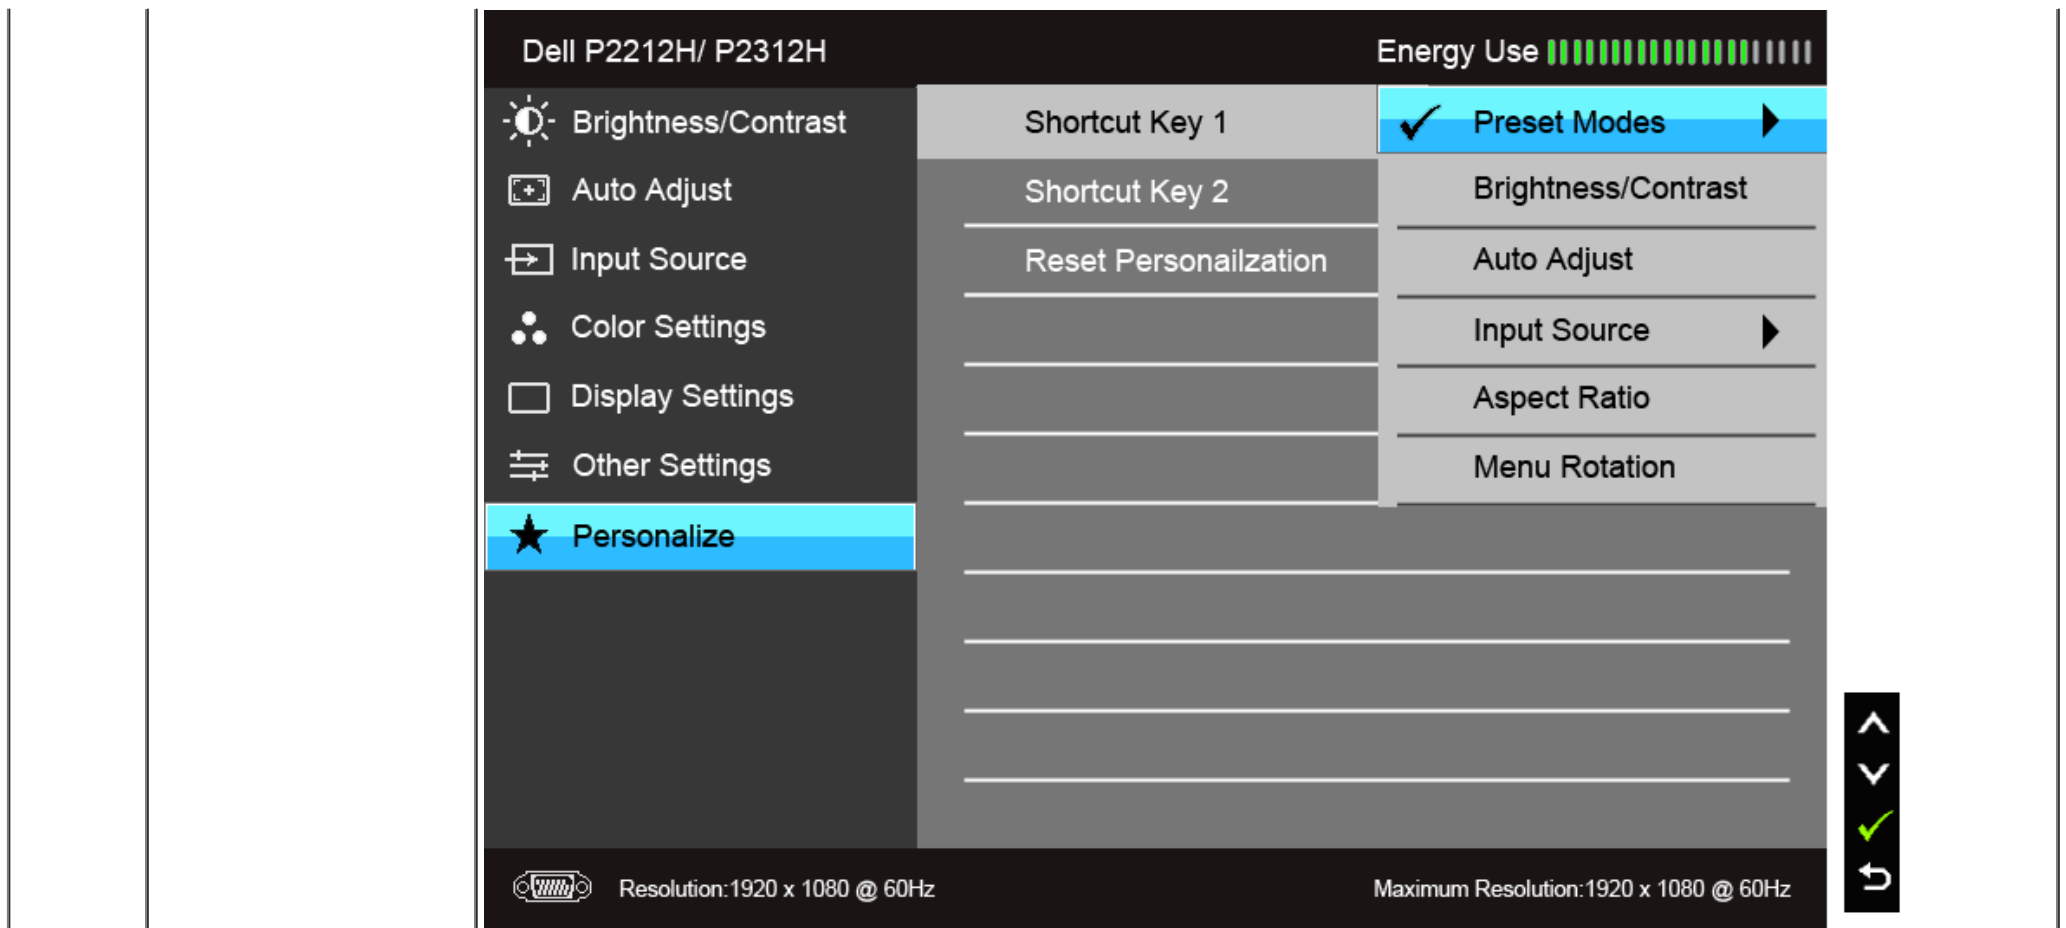 Dell P2212H/ P2312H
Energy Use
Brightness/Contrast
Auto Adjust
Input Source
Color Settings
Display Settings
Other Settings
Personalize
Shortcut Key 1
Shortcut Key 2
Reset Personailzation
Preset Modes
Brightness/Contrast
Auto Adjust
Input Source
Aspect Ratio
Menu Rotation
Resolution:1920 x 1080 @ 60Hz
Maximum Resolution:1920 x 1080 @ 60Hz